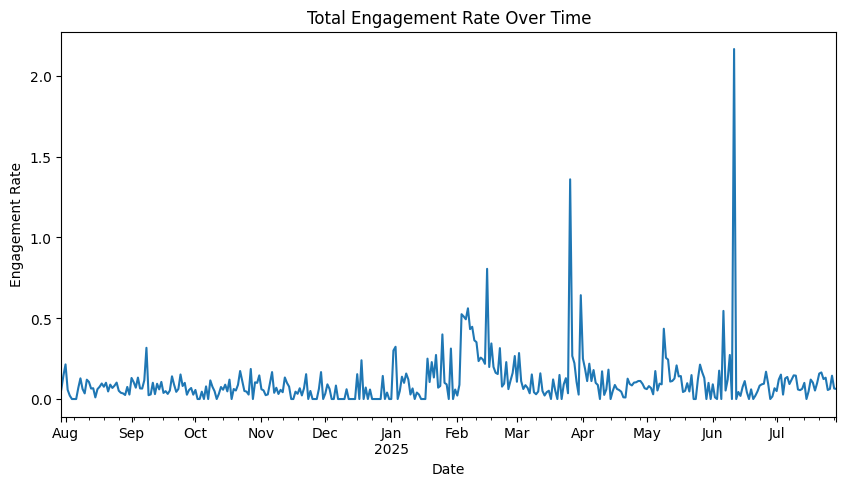 Total Engagement Rate Over Time
Engagement Rate
2.0
1.5
1.0
0.5
0.0
Aug Sep Oct Nov Dec Jan Feb Mar Apr May Jun Jul
2025
Date